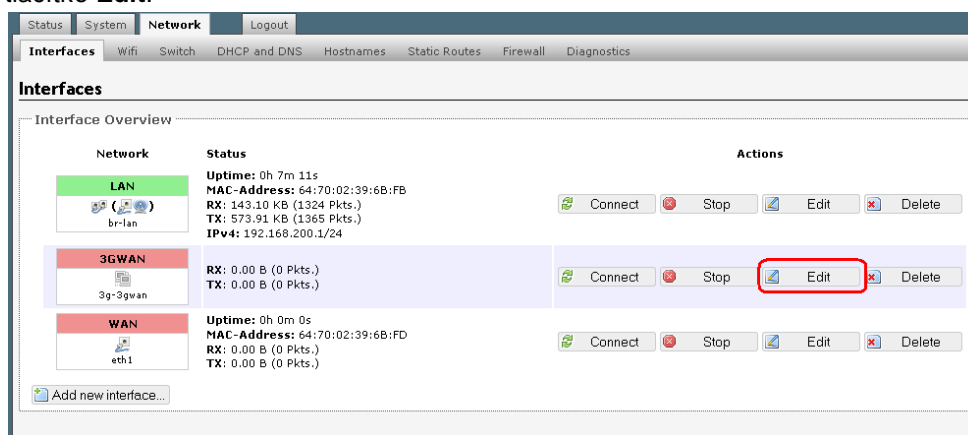 Edit.
Status System Network Logout
Interfaces Wifi Switch DHCP and DNS Hostnames Static Routes Firewall Diagnostics
Interfaces
Interface Overview
Network Status Actions
LAN
br-lan
Uptime: 0h 7m 11s
MAC-Address: 64:70:02:39:6B:FB
RX: 143.10 KB (1324 Pkts.)
TX: 573.91 KB (1365 Pkts.)
IPv4: 192.168.200.1/24
Connect Stop Edit Delete
3GWAN
3g-3gwan
RX: 0.00 B (0 Pkts.)
TX: 0.00 B (0 Pkts.)
Connect Stop Edit Delete
WAN
eth1
Uptime: 0h 0m 0s
MAC-Address: 64:70:02:39:6B:FD
RX: 0.00 B (0 Pkts.)
TX: 0.00 B (0 Pkts.)
Connect Stop Edit Delete
Add new interface...